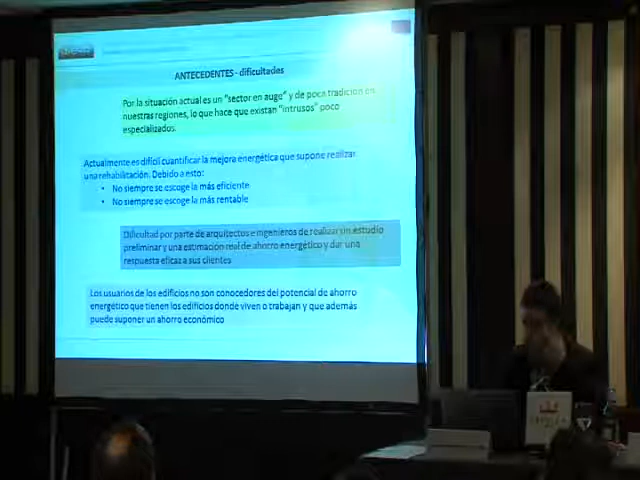 ANTECEDENTES - dificultades
Por la situación actual es un "sector en auge" y de poca tradición en
nuestras regiones, lo que hace que existan "intrusos" poco
especializados.
Actualmente es difícil cuantificar la mejora energética que supone realizar
una rehabilitación. Debido a esto:
• No siempre se escoge la más eficiente
• No siempre se escoge la más rentable
Dificultad por parte de arquitectos e ingenieros de realizar un estudio
preliminar y una estimación real de ahorro energético y dar una
respuesta eficaz a sus clientes
Los usuarios de los edificios no son conocedores del potencial de ahorro
energético que tienen los edificios donde viven o trabajan y que además
puede suponer un ahorro económico